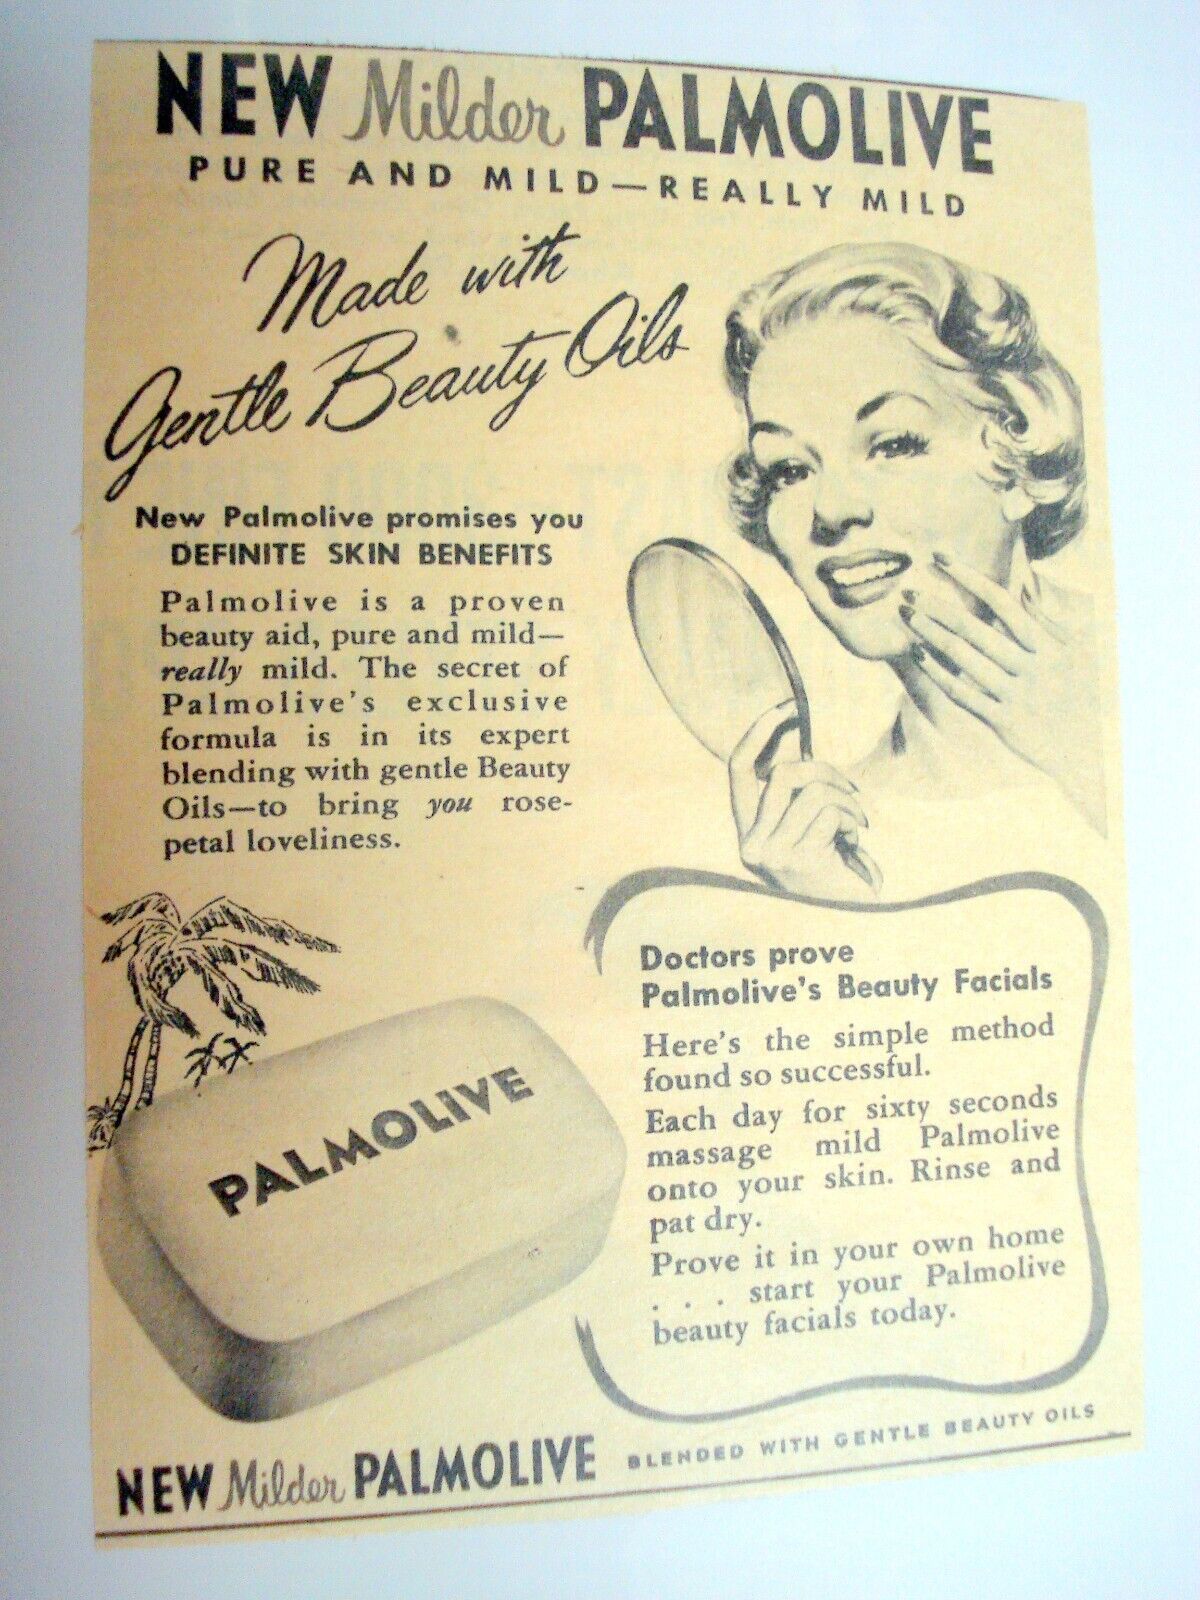 NEW Milder PALMOLIVE
PURE AND MILD—REALLY MILD
Made with
Gentle Beauty Oils
New Palmolive promises you
DEFINITE SKIN BENEFITS
Palmolive is a proven
beauty aid, pure and mild—
really mild. The secret of
Palmolive's exclusive
formula is in its expert
blending with gentle Beauty
Oils—to bring you rose-
petal loveliness.
PALMOLIVE
Doctors prove
Palmolive's Beauty Facials
Here's the simple method
found so successful.
Each day for sixty seconds
massage mild Palmolive
onto your skin. Rinse and
pat dry.
Prove it in your own home
. . . start your Palmolive
beauty facials today.
NEW Milder PALMOLIVE BLENDED WITH GENTLE BEAUTY OILS